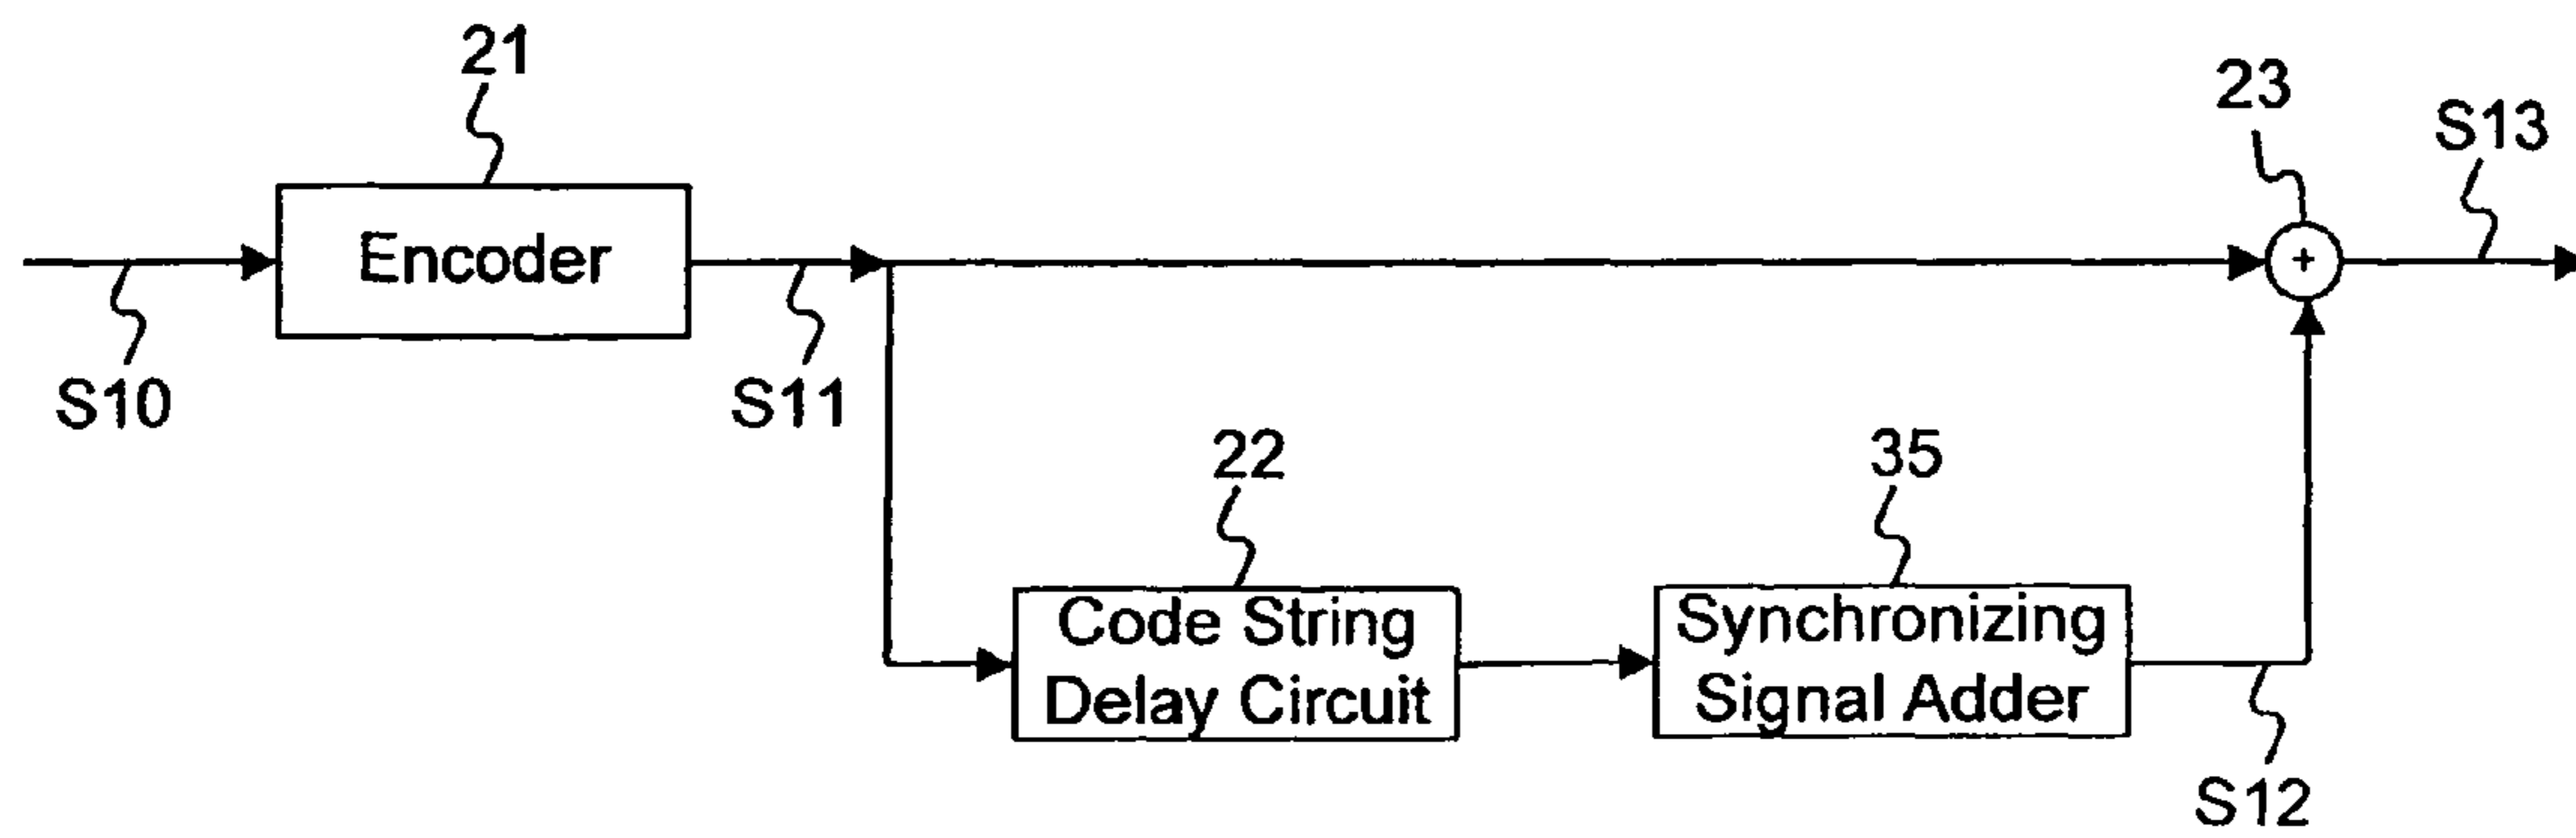 21
23
S13
Encoder
+
S10
S11
22
35
Code String
Delay Circuit
Synchronizing
Signal Adder
S12